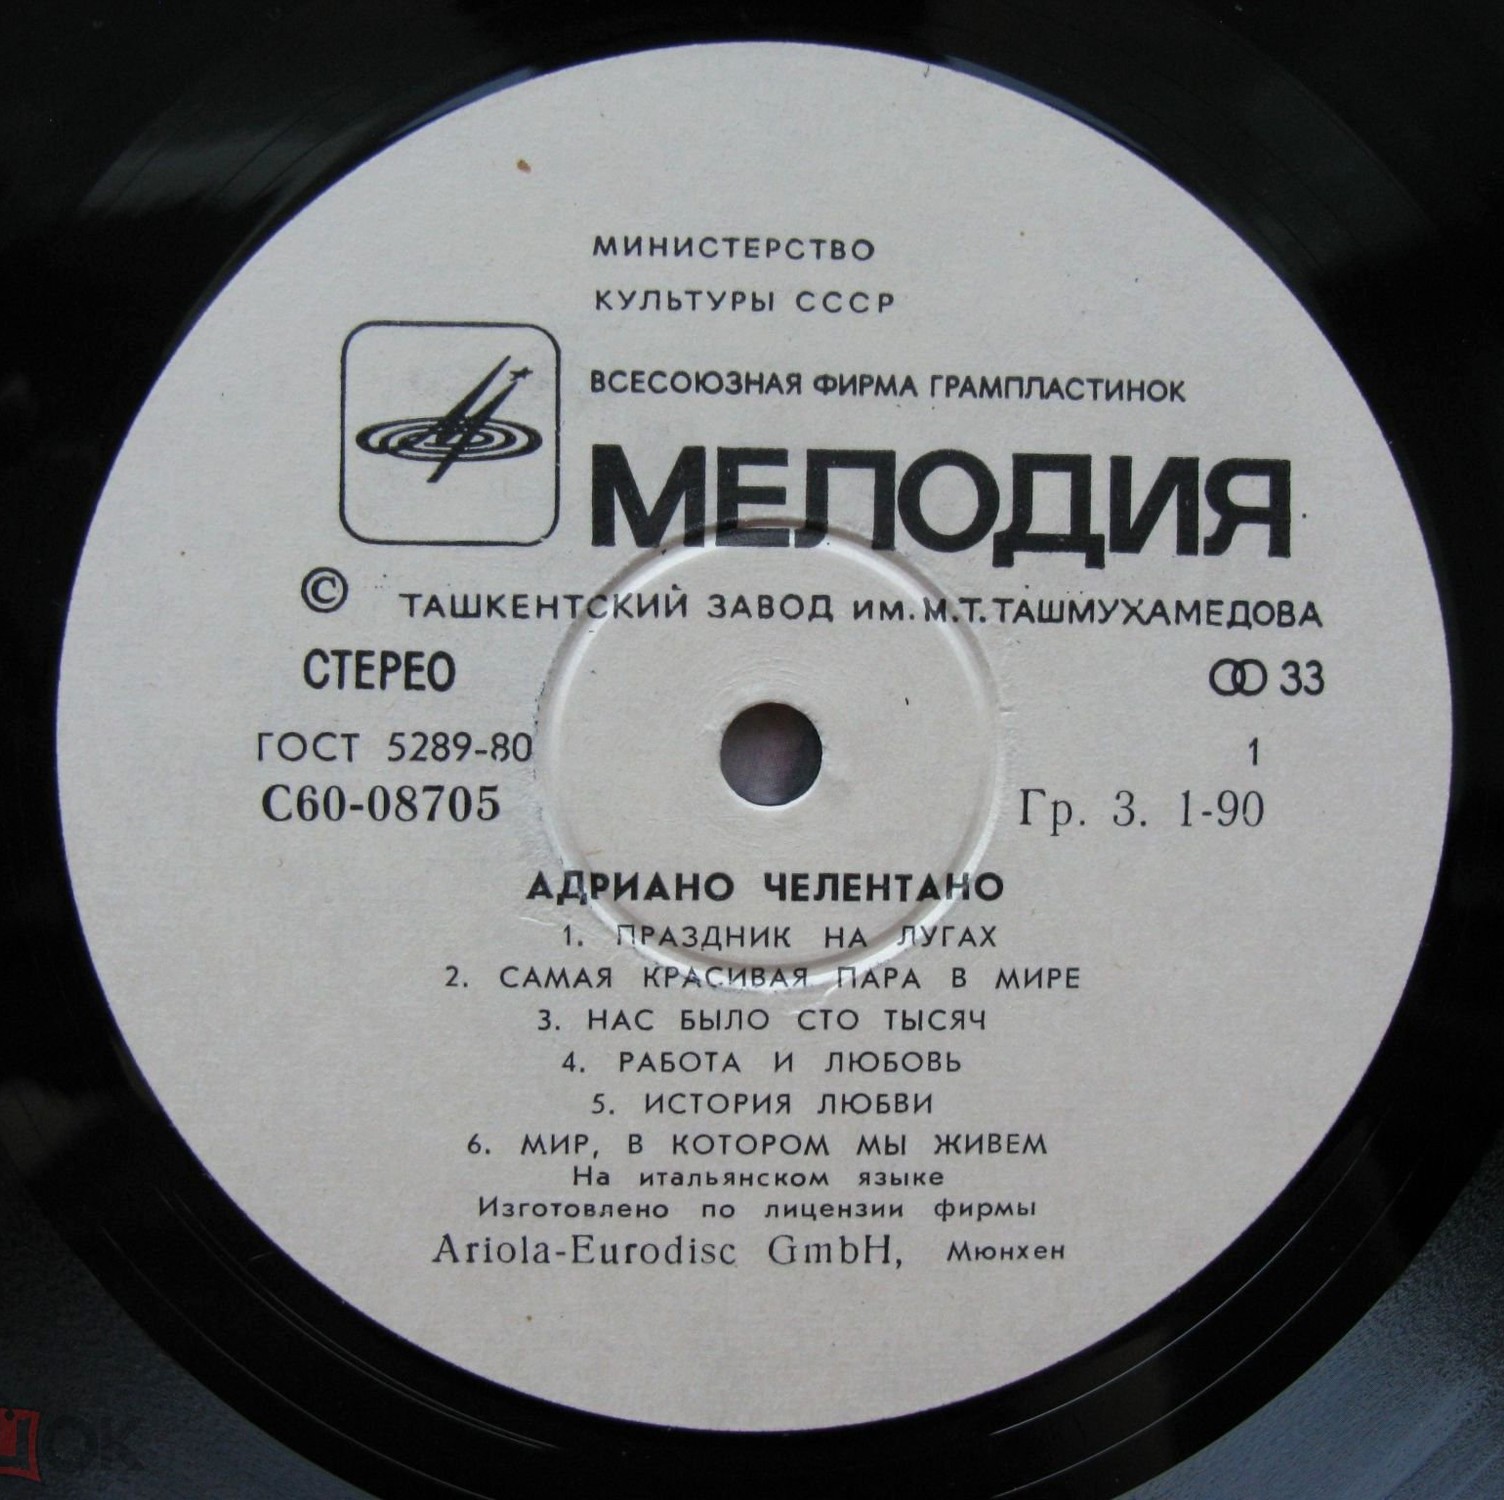 МИНИСТЕРСТВО
КУЛЬТУРЫ СССР
ВСЕСОЮЗНАЯ ФИРМА ГРАМПЛАСТИНОК
МЕЛОДИЯ
© ТАШКЕНТСКИЙ ЗАВОД им. М.Т. ТАШМУХАМЕДОВА
СТЕРЕО 33
ГОСТ 5289-80 1
С60-08705 Гр. 3. 1-90
АДРИАНО ЧЕЛЕНТАНО
1. ПРАЗДНИК НА ЛУГАХ
2. САМАЯ КРАСИВАЯ ПАРА В МИРЕ
3. НАС БЫЛО СТО ТЫСЯЧ
4. РАБОТА И ЛЮБОВЬ
5. ИСТОРИЯ ЛЮБВИ
6. МИР, В КОТОРОМ МЫ ЖИВЕМ
На итальянском языке
Изготовлено по лицензии фирмы
Ariola-Eurodisc GmbH, Мюнхен
ОК